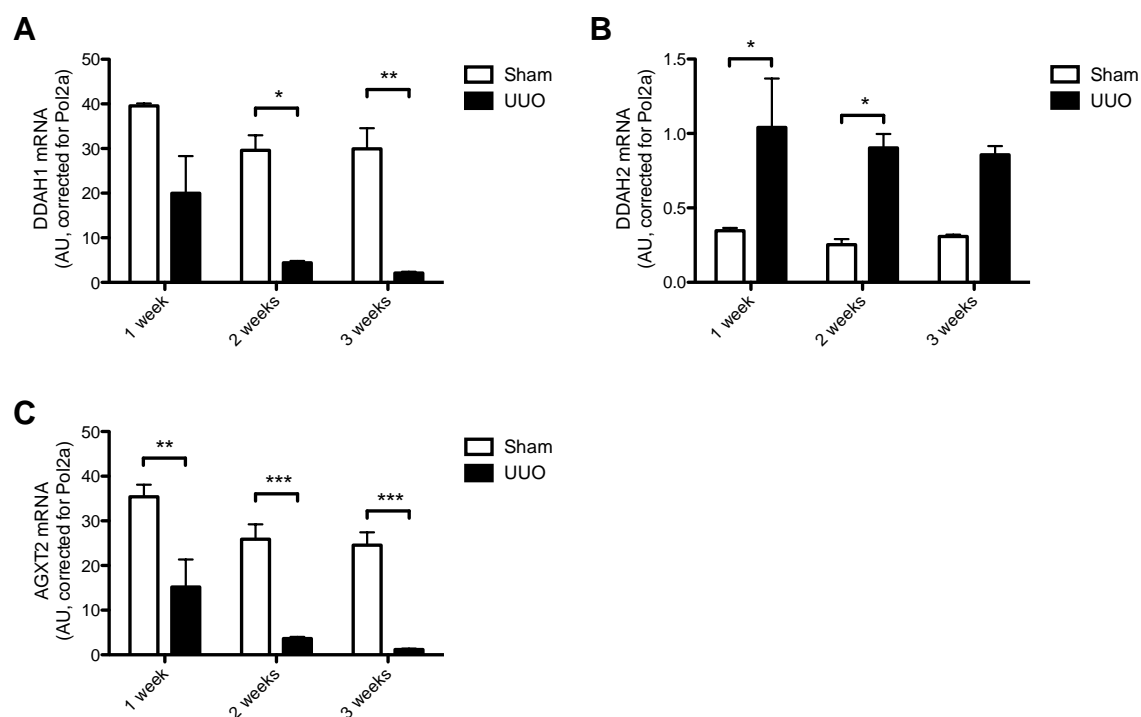 A
DDAH1 mRNA
(AU, corrected for Pol2a)
50
40
30
20
10
0
*
**
1 week
2 weeks
3 weeks
Sham
UUO
B
DDAH2 mRNA
(AU, corrected for Pol2a)
1.5
1.0
0.5
0.0
*
*
1 week
2 weeks
3 weeks
Sham
UUO
C
AGXT2 mRNA
(AU, corrected for Pol2a)
50
40
30
20
10
0
**
***
***
1 week
2 weeks
3 weeks
Sham
UUO